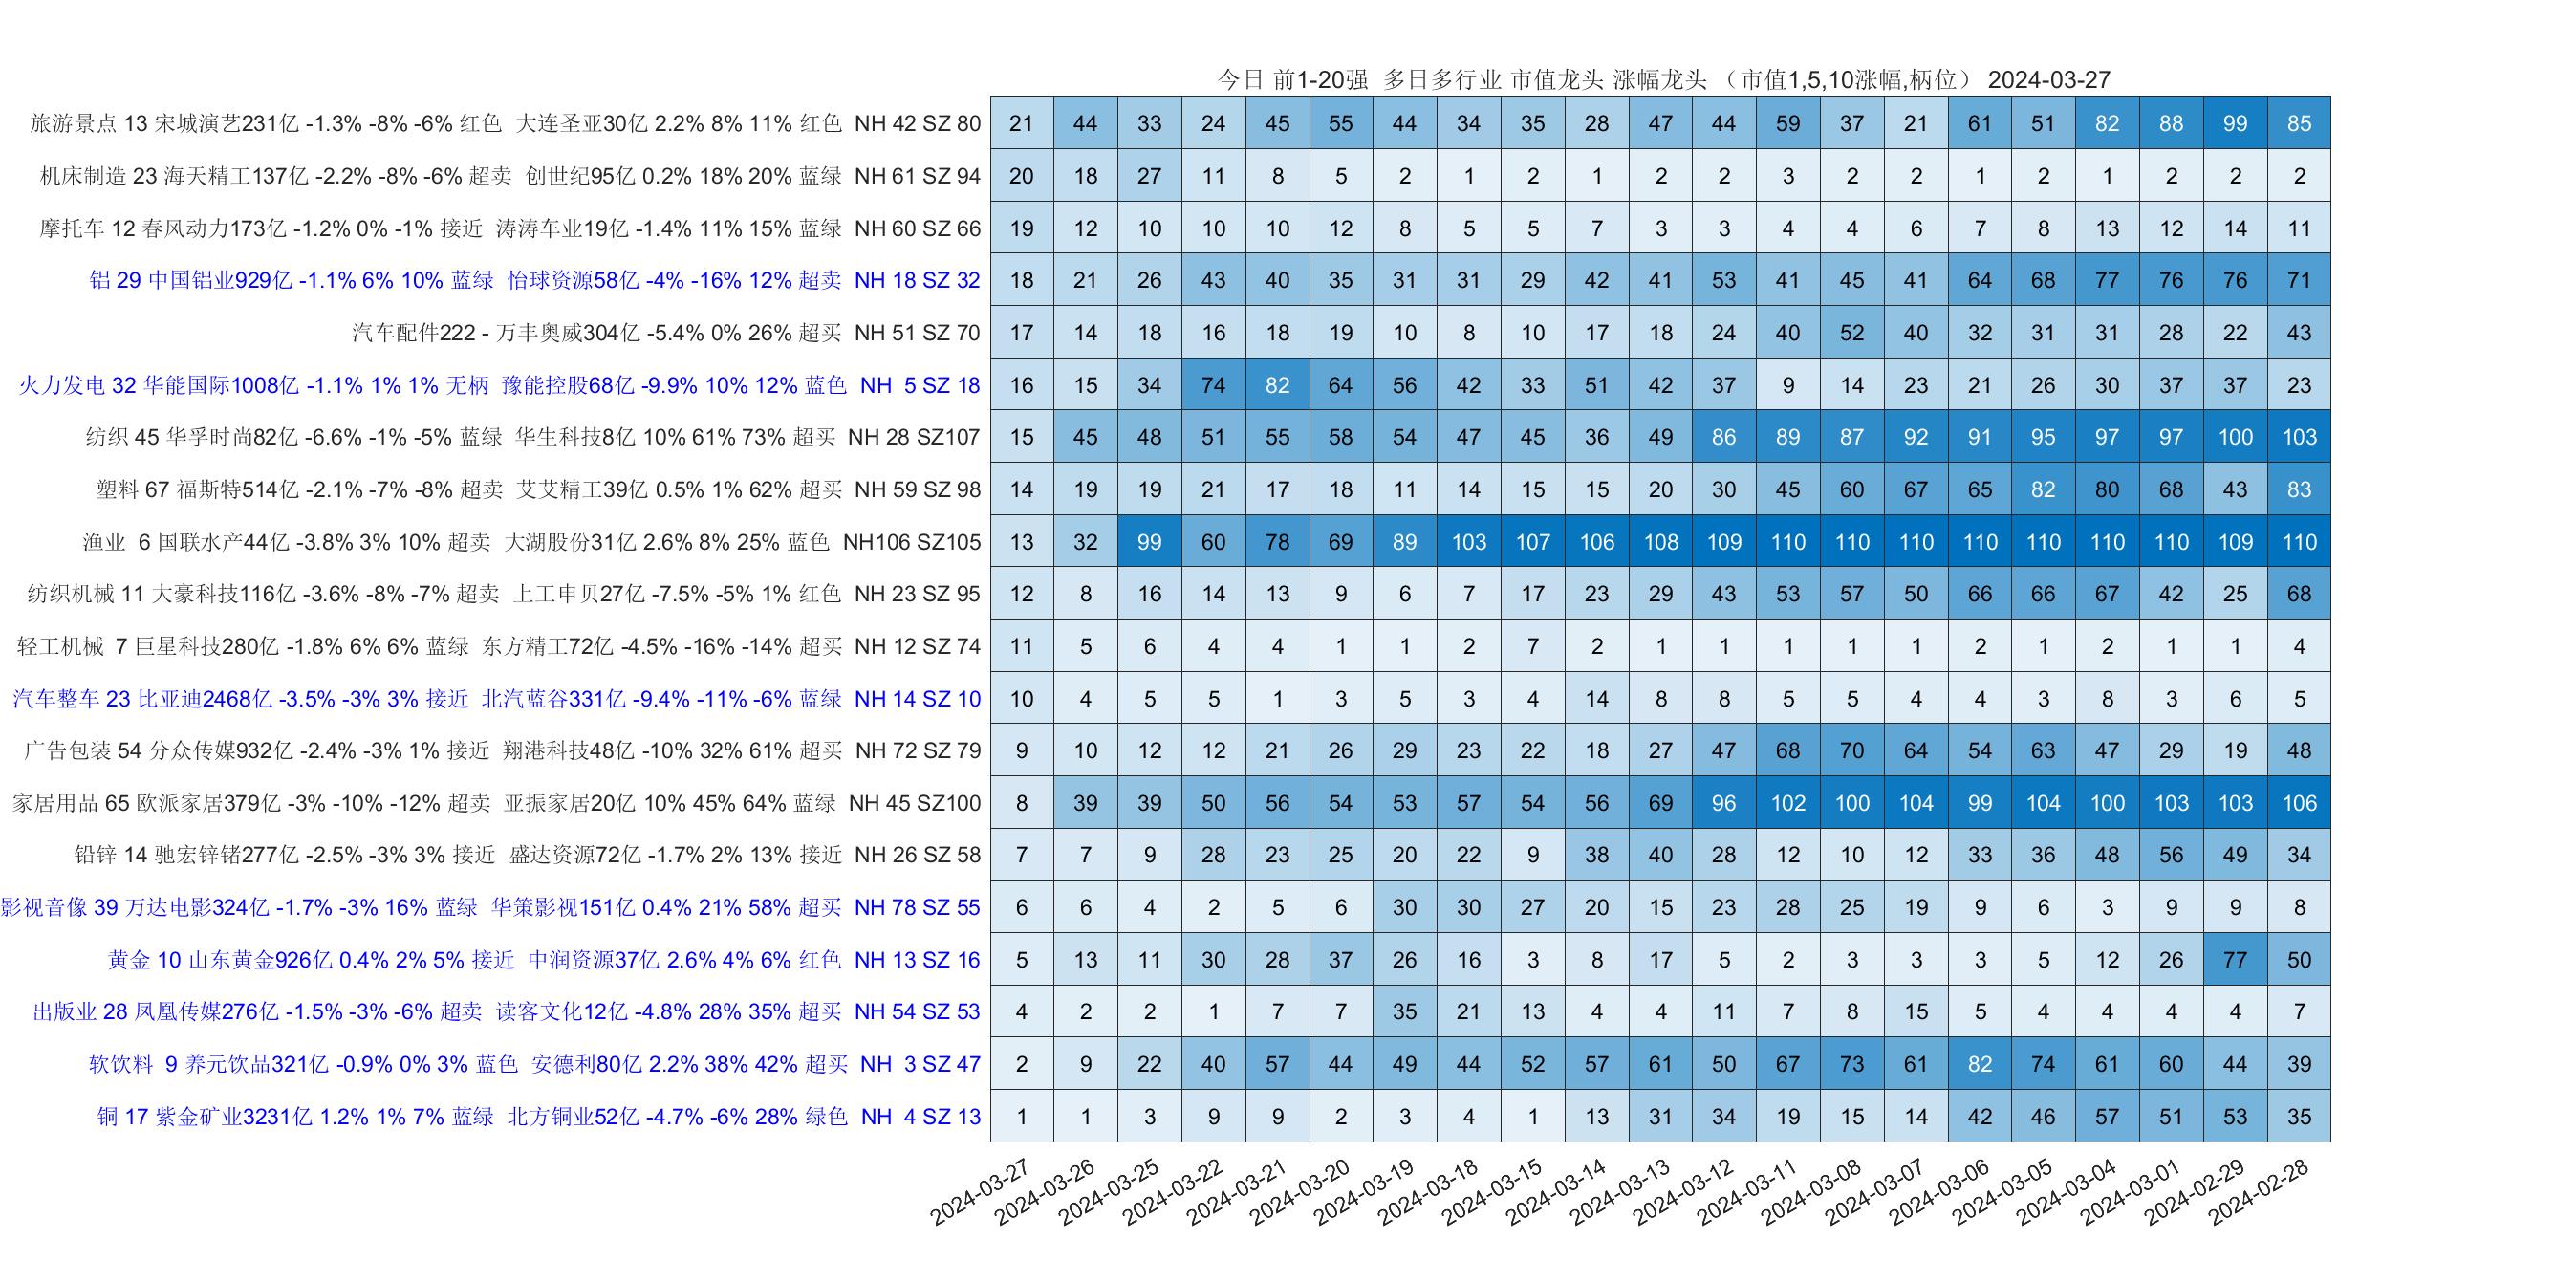 今日 前1-20强 多日多行业 市值龙头 涨幅龙头 （市值1,5,10涨幅,柄位） 2024-03-27
旅游景点 13 宋城演艺231亿 -1.3% -8% -6% 红色 大连圣亚30亿 2.2% 8% 11% 红色 NH 42 SZ 80 21 44 33 24 45 55 44 34 35 28 47 44 59 37 21 61 51 82 88 99 85
机床制造 23 海天精工137亿 -2.2% -8% -6% 超卖 创世纪95亿 0.2% 18% 20% 蓝绿 NH 61 SZ 94 20 18 27 11 8 5 2 1 2 1 2 2 3 2 2 1 2 1 2 2 2
摩托车 12 春风动力173亿 -1.2% 0% -1% 接近 涛涛车业19亿 -1.4% 11% 15% 蓝绿 NH 60 SZ 66 19 12 10 10 10 12 8 5 5 7 3 3 4 4 6 7 8 13 12 14 11
铝 29 中国铝业929亿 -1.1% 6% 10% 蓝绿 怡球资源58亿 -4% -16% 12% 超卖 NH 18 SZ 32 18 21 26 43 40 35 31 31 29 42 41 53 41 45 41 64 68 77 76 76 71
汽车配件222 - 万丰奥威304亿 -5.4% 0% 26% 超买 NH 51 SZ 70 17 14 18 16 18 19 10 8 10 17 18 24 40 52 40 32 31 31 28 22 43
火力发电 32 华能国际1008亿 -1.1% 1% 1% 无柄 豫能控股68亿 -9.9% 10% 12% 蓝色 NH 5 SZ 18 16 15 34 74 82 64 56 42 33 51 42 37 9 14 23 21 26 30 37 37 23
纺织 45 华孚时尚82亿 -6.6% -1% -5% 蓝绿 华生科技8亿 10% 61% 73% 超买 NH 28 SZ107 15 45 48 51 55 58 54 47 45 36 49 86 89 87 92 91 95 97 97 100 103
塑料 67 福斯特514亿 -2.1% -7% -8% 超卖 艾艾精工39亿 0.5% 1% 62% 超买 NH 59 SZ 98 14 19 19 21 17 18 11 14 15 15 20 30 45 60 67 65 82 80 68 43 83
渔业 6 国联水产44亿 -3.8% 3% 10% 超卖 大湖股份31亿 2.6% 8% 25% 蓝色 NH106 SZ105 13 32 99 60 78 69 89 103 107 106 108 109 110 110 110 110 110 110 110 109 110
纺织机械 11 大豪科技116亿 -3.6% -8% -7% 超卖 上工申贝27亿 -7.5% -5% 1% 红色 NH 23 SZ 95 12 8 16 14 13 9 6 7 17 23 29 43 53 57 50 66 66 67 42 25 68
轻工机械 7 巨星科技280亿 -1.8% 6% 6% 蓝绿 东方精工72亿 -4.5% -16% -14% 超买 NH 12 SZ 74 11 5 6 4 4 1 1 2 7 2 1 1 1 1 1 2 1 2 1 1 4
汽车整车 23 比亚迪2468亿 -3.5% -3% 3% 接近 北汽蓝谷331亿 -9.4% -11% -6% 蓝绿 NH 14 SZ 10 10 4 5 5 1 3 5 3 4 14 8 8 5 5 4 4 3 8 3 6 5
广告包装 54 分众传媒932亿 -2.4% -3% 1% 接近 翔港科技48亿 -10% 32% 61% 超买 NH 72 SZ 79 9 10 12 12 21 26 29 23 22 18 27 47 68 70 64 54 63 47 29 19 48
家居用品 65 欧派家居379亿 -3% -10% -12% 超卖 亚振家居20亿 10% 45% 64% 蓝绿 NH 45 SZ100 8 39 39 50 56 54 53 57 54 56 69 96 102 100 104 99 104 100 103 103 106
铅锌 14 驰宏锌锗277亿 -2.5% -3% 3% 接近 盛达资源72亿 -1.7% 2% 13% 接近 NH 26 SZ 58 7 7 9 28 23 25 20 22 9 38 40 28 12 10 12 33 36 48 56 49 34
影视音像 39 万达电影324亿 -1.7% -3% 16% 蓝绿 华策影视151亿 0.4% 21% 58% 超买 NH 78 SZ 55 6 6 4 2 5 6 30 30 27 20 15 23 28 25 19 9 6 3 9 9 8
黄金 10 山东黄金926亿 0.4% 2% 5% 接近 中润资源37亿 2.6% 4% 6% 红色 NH 13 SZ 16 5 13 11 30 28 37 26 16 3 8 17 5 2 3 3 3 5 12 26 77 50
出版业 28 凤凰传媒276亿 -1.5% -3% -6% 超卖 读客文化12亿 -4.8% 28% 35% 超买 NH 54 SZ 53 4 2 2 1 7 7 35 21 13 4 4 11 7 8 15 5 4 4 4 4 7
软饮料 9 养元饮品321亿 -0.9% 0% 3% 蓝色 安德利80亿 2.2% 38% 42% 超买 NH 3 SZ 47 2 9 22 40 57 44 49 44 52 57 61 50 67 73 61 82 74 61 60 44 39
铜 17 紫金矿业3231亿 1.2% 1% 7% 蓝绿 北方铜业52亿 -4.7% -6% 28% 绿色 NH 4 SZ 13 1 1 3 9 9 2 3 4 1 13 31 34 19 15 14 42 46 57 51 53 35
2024-03-27 2024-03-26 2024-03-25 2024-03-22 2024-03-21 2024-03-20 2024-03-19 2024-03-18 2024-03-15 2024-03-14 2024-03-13 2024-03-12 2024-03-11 2024-03-08 2024-03-07 2024-03-06 2024-03-05 2024-03-04 2024-03-01 2024-02-29 2024-02-28